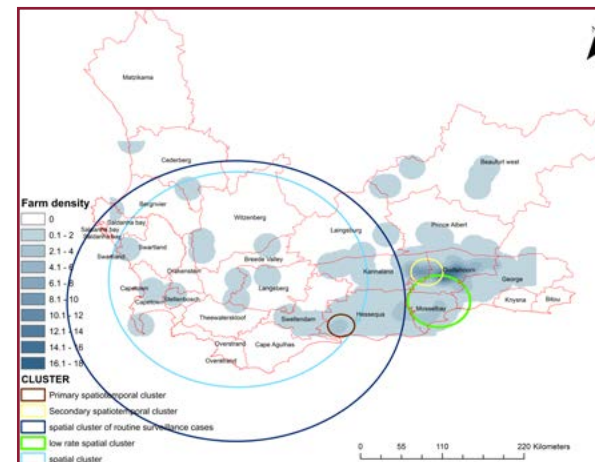 N
Matzikama
Cederberg
Beaufort west
Farm density
0
0.1 - 2
2.1 - 4
4.1 - 6
6.1 - 8
8.1 - 10
10.1 - 12
12.1 - 14
14.1 - 16
16.1 - 18
Bergrivier
Saldanha bay
Saldanha bay
Saldanha bay
Swartland
Swartland
Witzenberg
Laingsburg
Prince Albert
Drakenstein
Breede Valley
Kannaland
Oudtshoorn
George
Capetown
Capetown
Stellenbosch
Langeberg
Mosselbay
Knysna
Bitou
Theewaterskloof
Swellendam
Hessequa
Overstrand
Cape Agulhas
Overstrand
CLUSTER
Primary spatiotemporal cluster
Secondary spatiotemporal cluster
spatial cluster of routine surveillance cases
low rate spatial cluster
spatial cluster
0 55 110 220 Kilometers